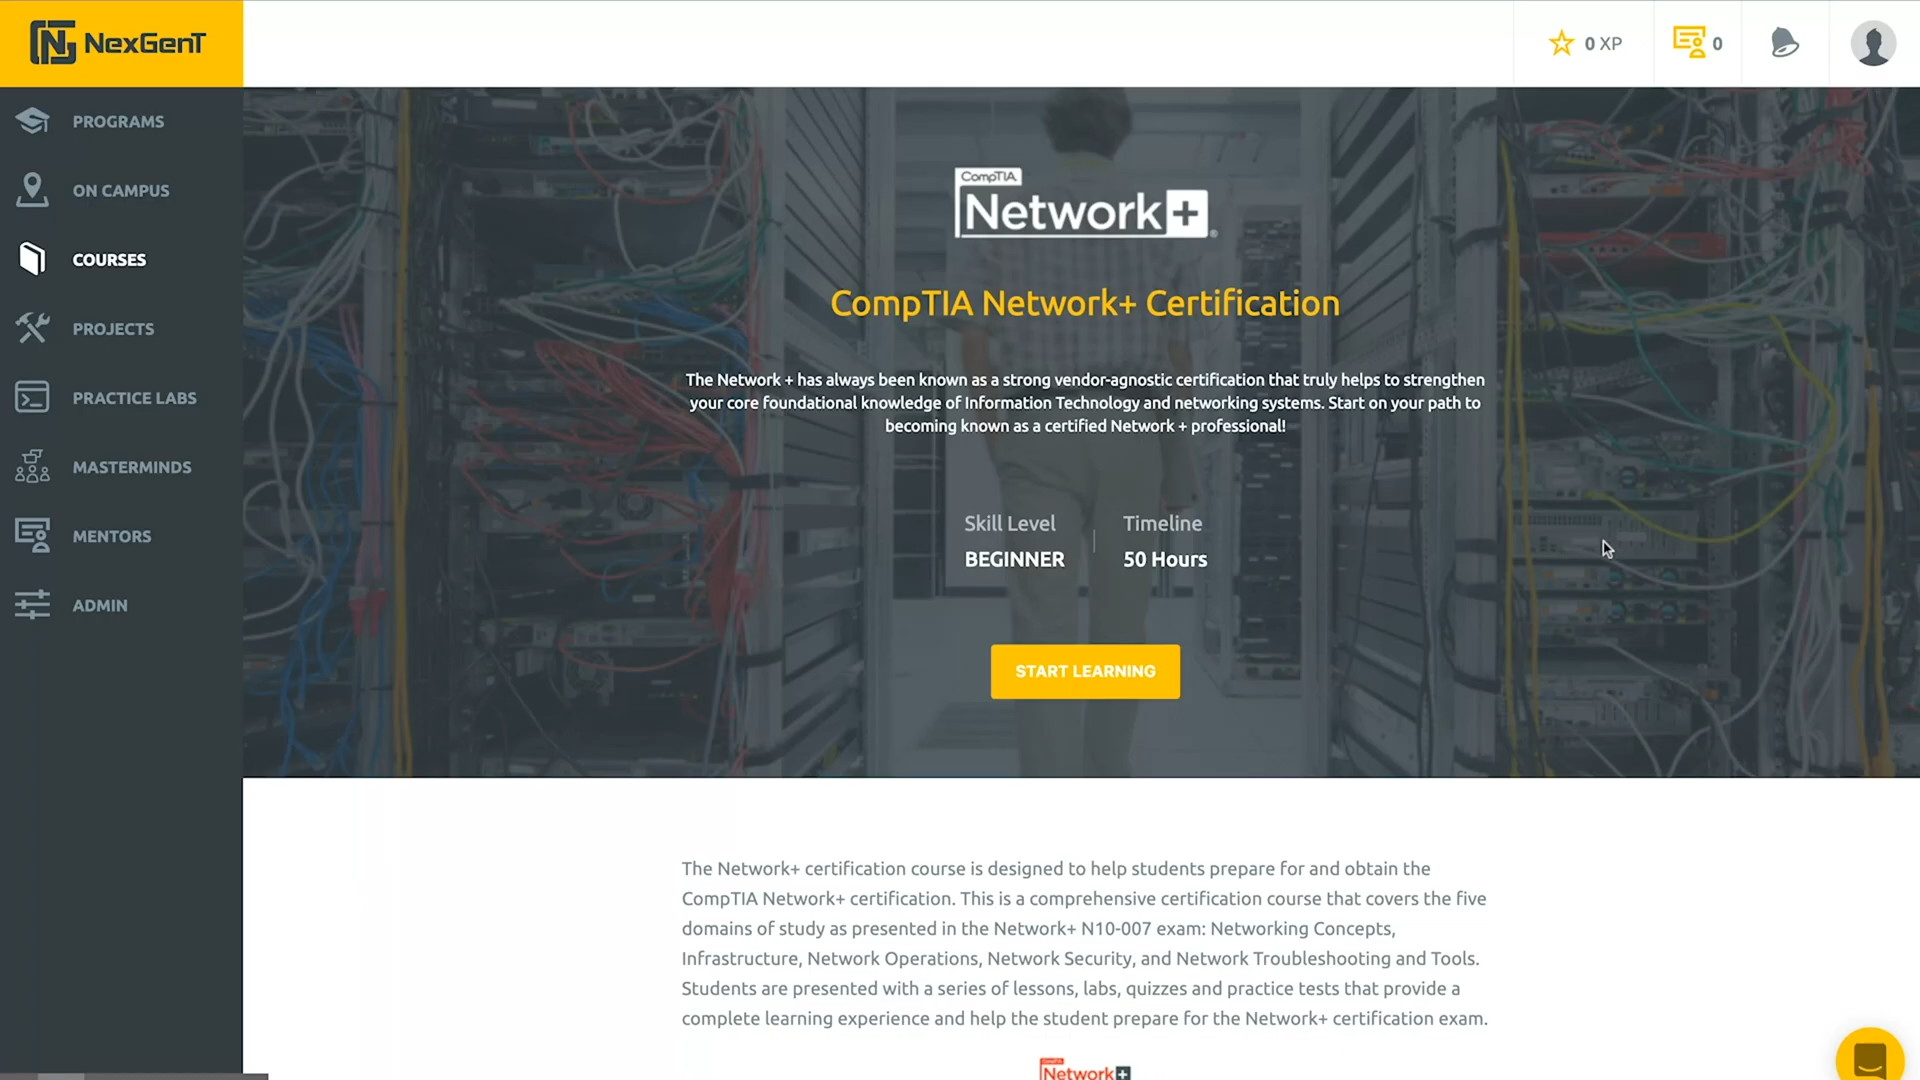 NexGenT
0 XP
0
PROGRAMS
ON CAMPUS
COURSES
PROJECTS
PRACTICE LABS
MASTERMINDS
MENTORS
ADMIN
CompTIA
Network+
CompTIA Network+ Certification
The Network + has always been known as a strong vendor-agnostic certification that truly helps to strengthen
your core foundational knowledge of Information Technology and networking systems. Start on your path to
becoming known as a certified Network + professional!
Skill Level
BEGINNER
Timeline
50 Hours
START LEARNING
The Network+ certification course is designed to help students prepare for and obtain the
CompTIA Network+ certification. This is a comprehensive certification course that covers the five
domains of study as presented in the Network+ N10-007 exam: Networking Concepts,
Infrastructure, Network Operations, Network Security, and Network Troubleshooting and Tools.
Students are presented with a series of lessons, labs, quizzes and practice tests that provide a
complete learning experience and help the student prepare for the Network+ certification exam.
CompTIA
Network+